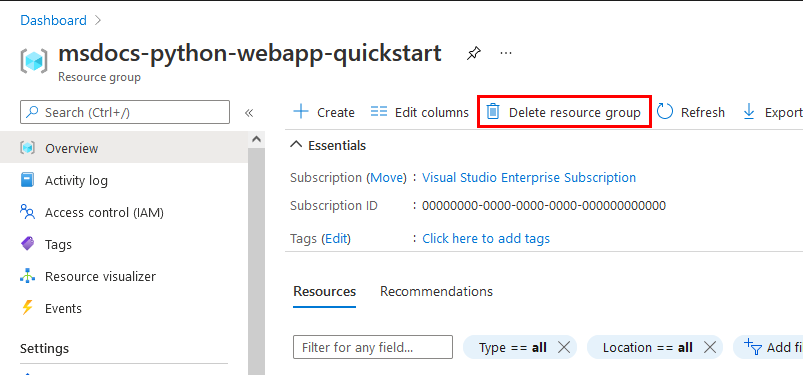 Dashboard
msdocs-python-webapp-quickstart
Resource group
Search (Ctrl+/)
Create Edit columns Delete resource group Refresh Export
Overview
Activity log
Access control (IAM)
Tags
Resource visualizer
Events
Settings
Essentials
Subscription (Move) : Visual Studio Enterprise Subscription
Subscription ID : 00000000-0000-0000-0000-000000000000
Tags (Edit) : Click here to add tags
Resources Recommendations
Filter for any field... Type == all Location == all Add fi